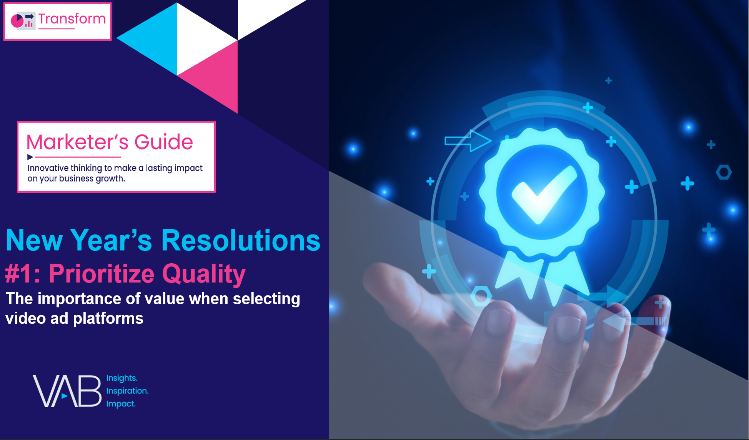 Transform
Marketer's Guide
Innovative thinking to make a lasting impact
on your business growth.
New Year's Resolutions
#1: Prioritize Quality
The importance of value when selecting
video ad platforms
VAB
Insights.
Inspiration.
Impact.